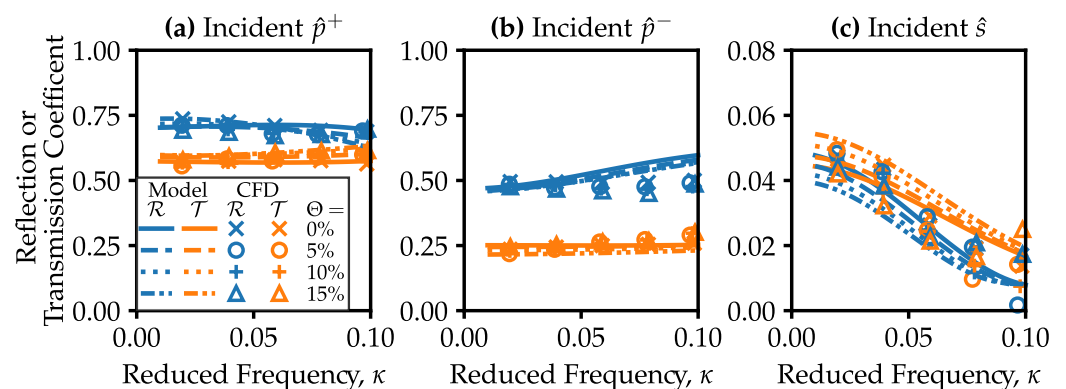 (a) Incident p̂⁺
(b) Incident p̂⁻
(c) Incident ŝ
Reflection or
Transmission Coefficent
1.00
0.75
0.50
0.25
0.00
0.00 0.05 0.10
Reduced Frequency, κ
Model CFD
R T R T Θ =
0%
5%
10%
15%
1.00
0.75
0.50
0.25
0.00
0.00 0.05 0.10
Reduced Frequency, κ
0.08
0.06
0.04
0.02
0.00
0.00 0.05 0.10
Reduced Frequency, κ